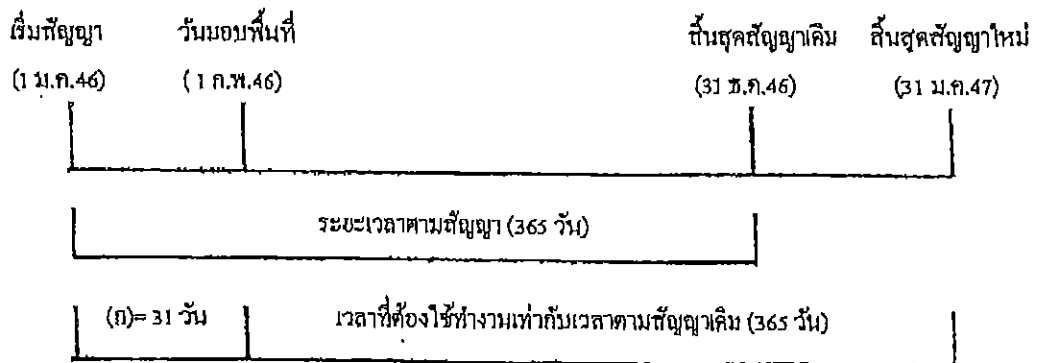 เริ่มสัญญา วันมอบพื้นที่ สิ้นสุดสัญญาเดิม สิ้นสุดสัญญาใหม่
(1 ม.ค.46) (1 ก.พ.46) (31 ธ.ค.46) (31 ม.ค.47)
ระยะเวลาตามสัญญา (365 วัน)
(ก)= 31 วัน เวลาที่ต้องใช้ทำงานเท่ากับเวลาตามสัญญาเดิม (365 วัน)